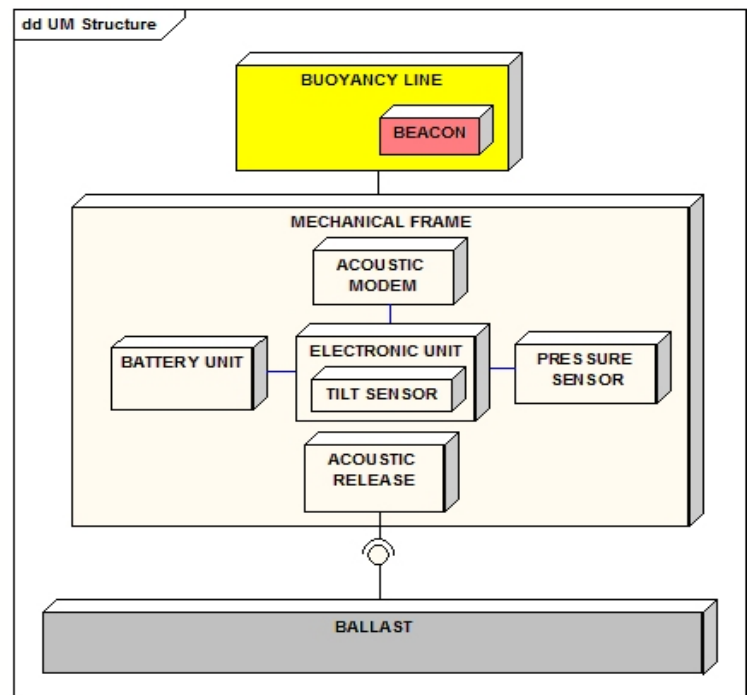 dd UM Structure
BUOYANCY LINE
BEACON
MECHANICAL FRAME
ACOUSTIC
MODEM
BATTERY UNIT
ELECTRONIC UNIT
TILT SENSOR
PRESSURE
SENSOR
ACOUSTIC
RELEASE
BALLAST